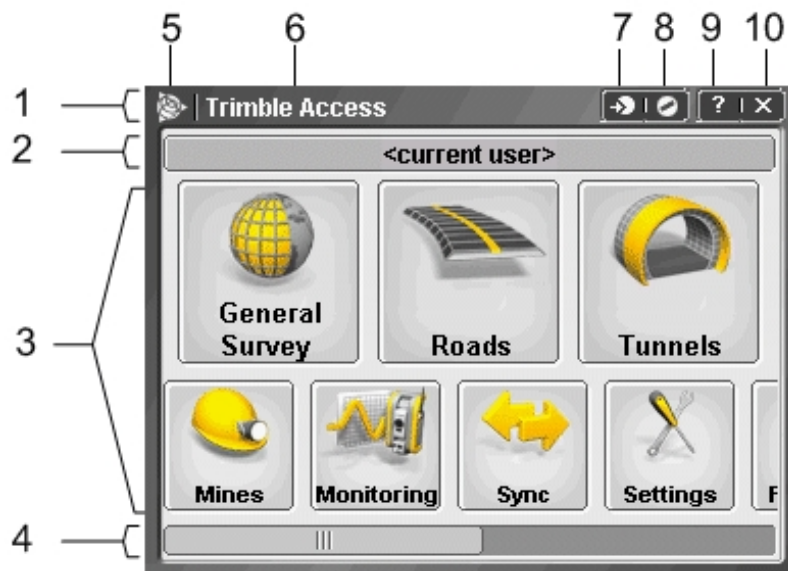 5 6 7 8 9 10
1 Trimble Access ? X
2 <current user>
3
General Survey Roads Tunnels
Mines Monitoring Sync Settings F
4